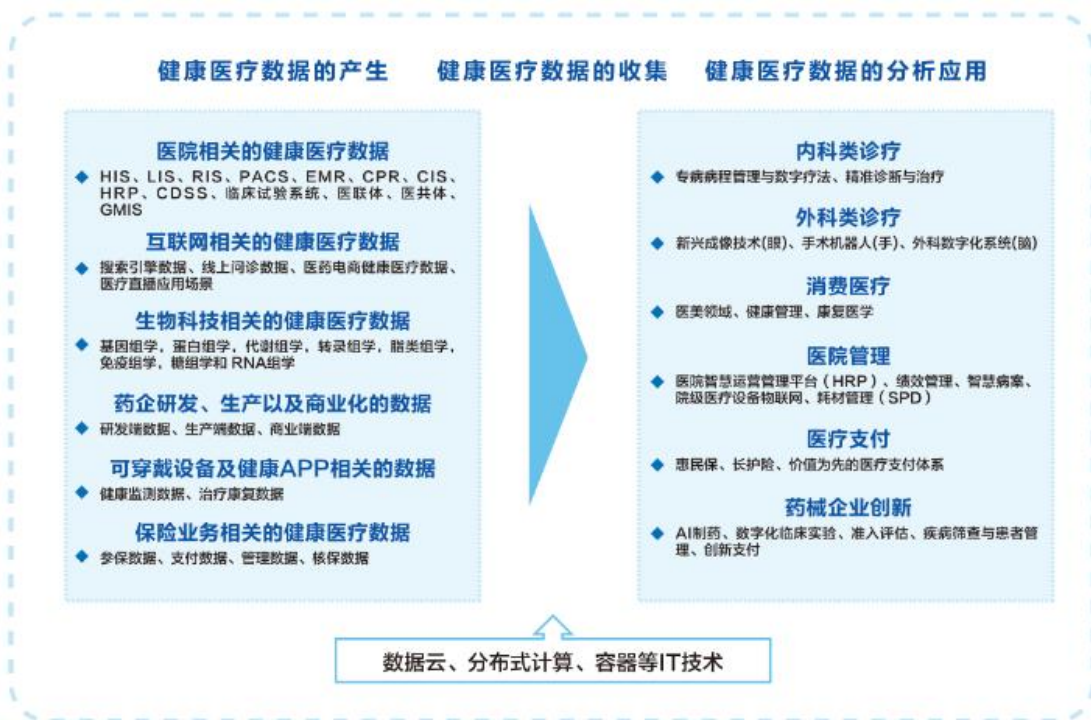 健康医疗数据的产生
健康医疗数据的收集
健康医疗数据的分析应用
医院相关的健康医疗数据
HIS、LIS、RIS、PACS、EMR、CPR、CIS、
HRP、CDSS、临床试验系统、医联体、医共体、
GMIS
互联网相关的健康医疗数据
搜索引擎数据、线上问诊数据、医药电商健康医疗数据、
医疗直播应用场景
生物科技相关的健康医疗数据
基因组学，蛋白组学，代谢组学，转录组学，脂类组学，
免疫组学，糖组学和 RNA组学
药企研发、生产以及商业化的数据
研发端数据、生产端数据、商业端数据
可穿戴设备及健康APP相关的数据
健康监测数据、治疗康复数据
保险业务相关的健康医疗数据
参保数据、支付数据、管理数据、核保数据
内科类诊疗
专病病程管理与数字疗法、精准诊断与治疗
外科类诊疗
新兴成像技术(眼)、手术机器人(手)、外科数字化系统(脑)
消费医疗
医美领域、健康管理、康复医学
医院管理
医院智慧运营管理平台（HRP）、绩效管理、智慧病案、
院级医疗设备物联网、耗材管理（SPD）
医疗支付
惠民保、长护险、价值为先的医疗支付体系
药械企业创新
AI制药、数字化临床实验、准入评估、疾病筛查与患者管
理、创新支付
数据云、分布式计算、容器等IT技术